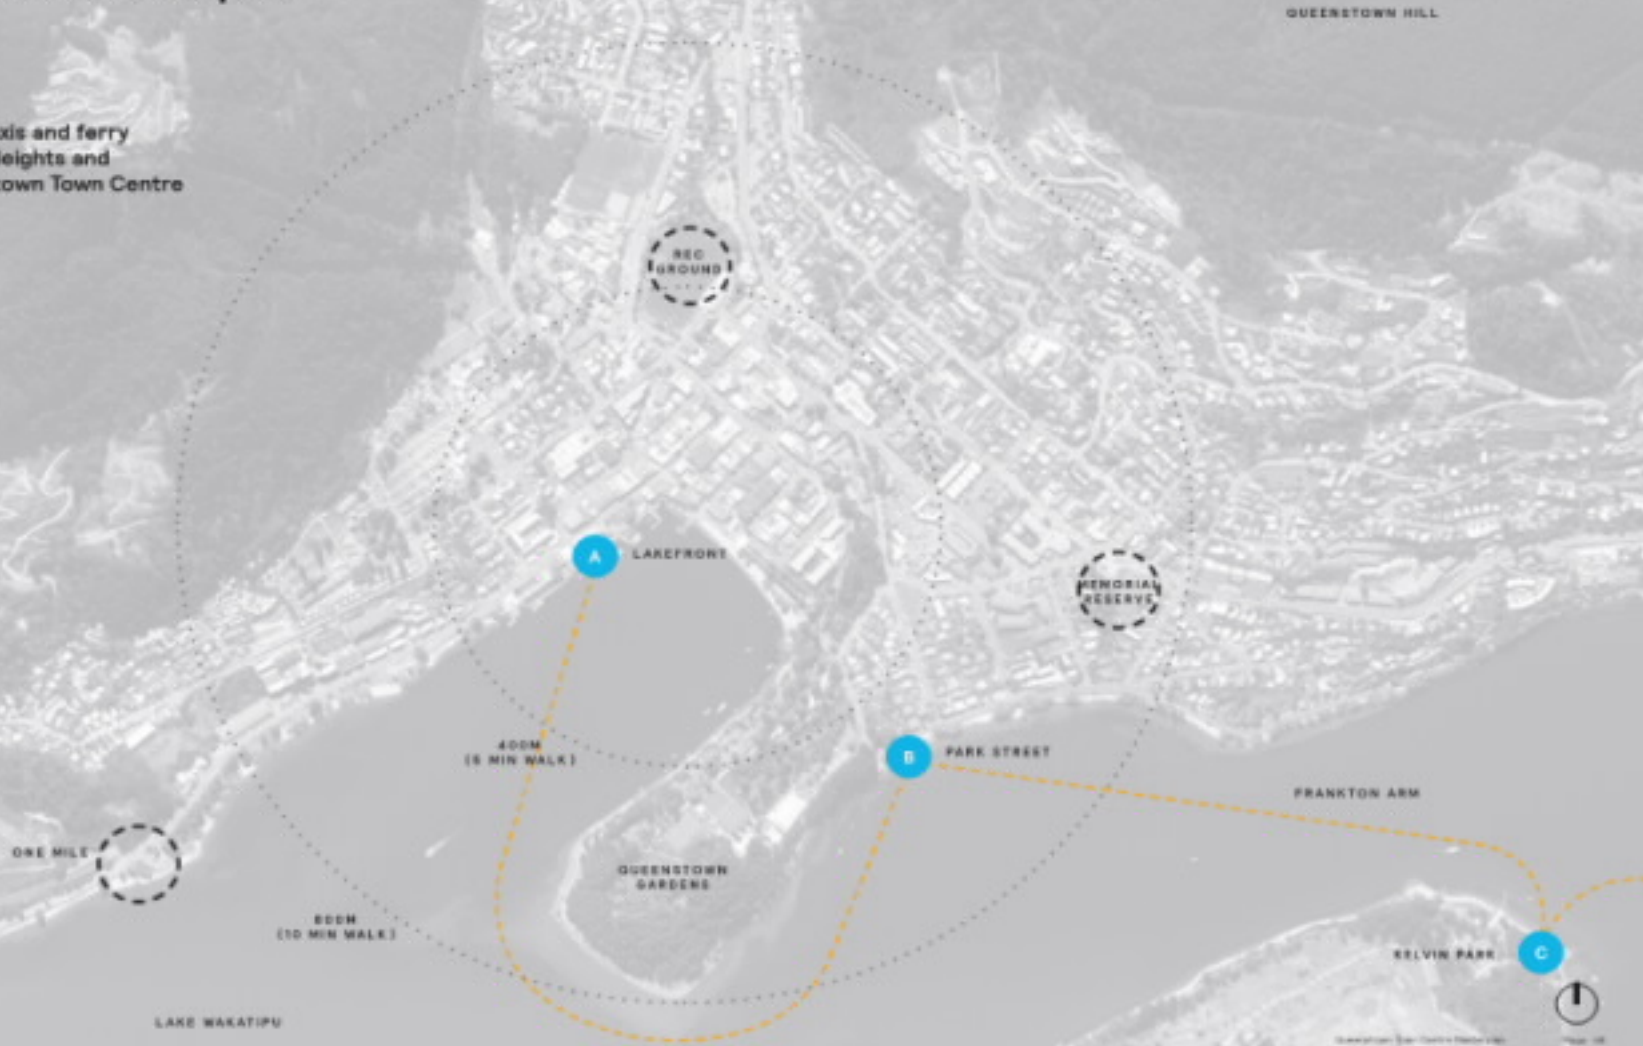 QUEENSTOWN HILL
xis and ferry
eights and
own Town Centre
REC
GROUND
A
LAKEFRONT
MEMORIAL
RESERVE
400M
(5 MIN WALK)
B
PARK STREET
FRANKTON ARM
ONE MILE
QUEENSTOWN
GARDENS
800M
(10 MIN WALK)
KELVIN PARK
C
LAKE WAKATIPU